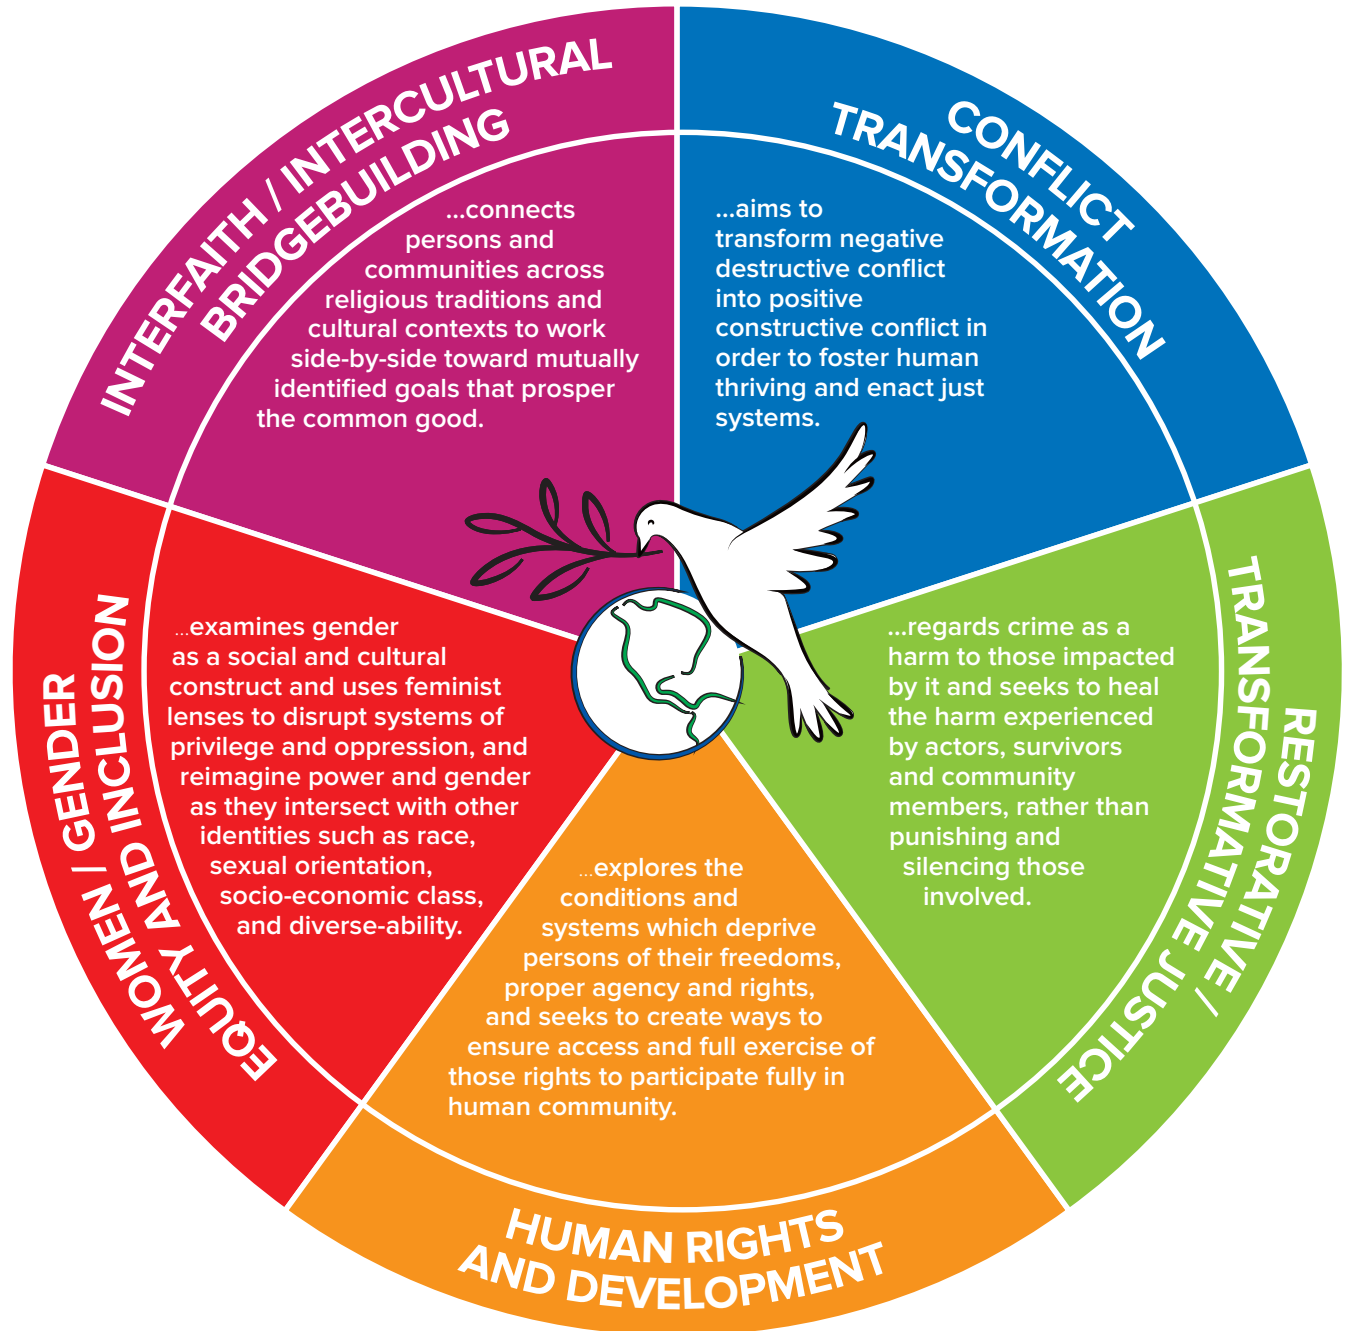 INTERFAITH / INTERCULTURAL
BRIDGEBUILDING
...connects
persons and
communities across
religious traditions and
cultural contexts to work
side-by-side toward mutually
identified goals that prosper
the common good.
CONFLICT
TRANSFORMATION
...aims to
transform negative
destructive conflict
into positive
constructive conflict in
order to foster human
thriving and enact just
systems.
RESTORATIVE /
TRANSFORMATIVE JUSTICE
...regards crime as a
harm to those impacted
by it and seeks to heal
the harm experienced
by actors, survivors
and community
members, rather than
punishing and
silencing those
involved.
...explores the
conditions and
systems which deprive
persons of their freedoms,
proper agency and rights,
and seeks to create ways to
ensure access and full exercise of
those rights to participate fully in
human community.
HUMAN RIGHTS
AND DEVELOPMENT
WOMEN / GENDER
EQUITY AND INCLUSION
...examines gender
as a social and cultural
construct and uses feminist
lenses to disrupt systems of
privilege and oppression, and
reimagine power and gender
as they intersect with other
identities such as race,
sexual orientation,
socio-economic class,
and diverse-ability.